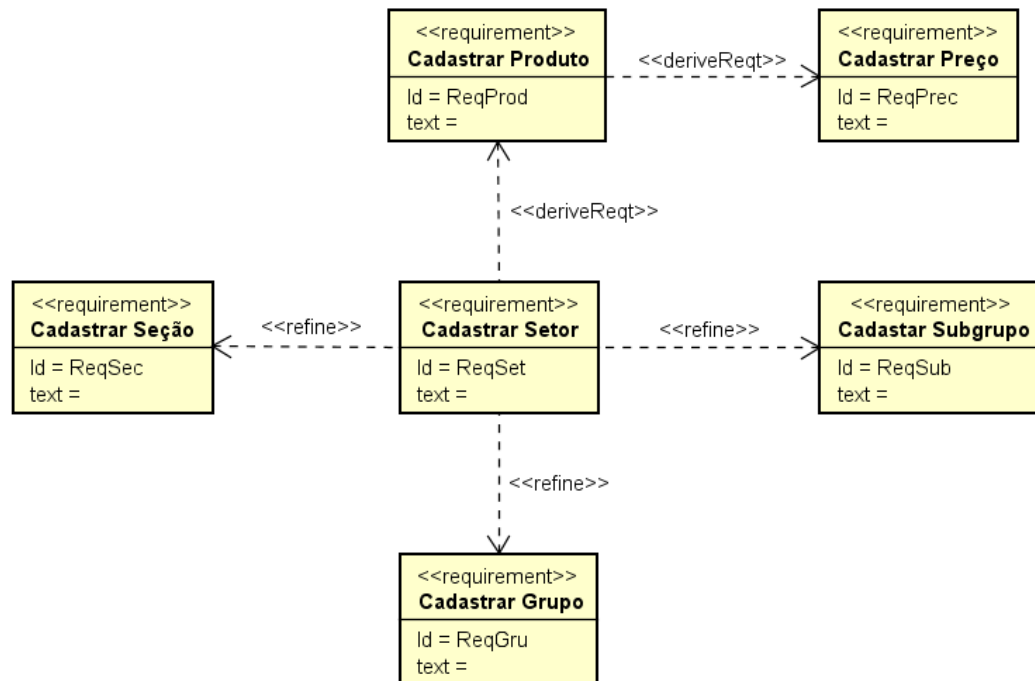 <<requirement>>
Cadastrar Produto
Id = ReqProd
text =
<<deriveReqt>>
<<requirement>>
Cadastrar Preço
Id = ReqPrec
text =
<<deriveReqt>>
<<requirement>>
Cadastrar Seção
Id = ReqSec
text =
<<refine>>
<<requirement>>
Cadastrar Setor
Id = ReqSet
text =
<<refine>>
<<requirement>>
Cadastar Subgrupo
Id = ReqSub
text =
<<refine>>
<<requirement>>
Cadastrar Grupo
Id = ReqGru
text =